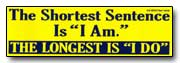 The Shortest Sentence
Is "I Am."
THE LONGEST IS "I DO"